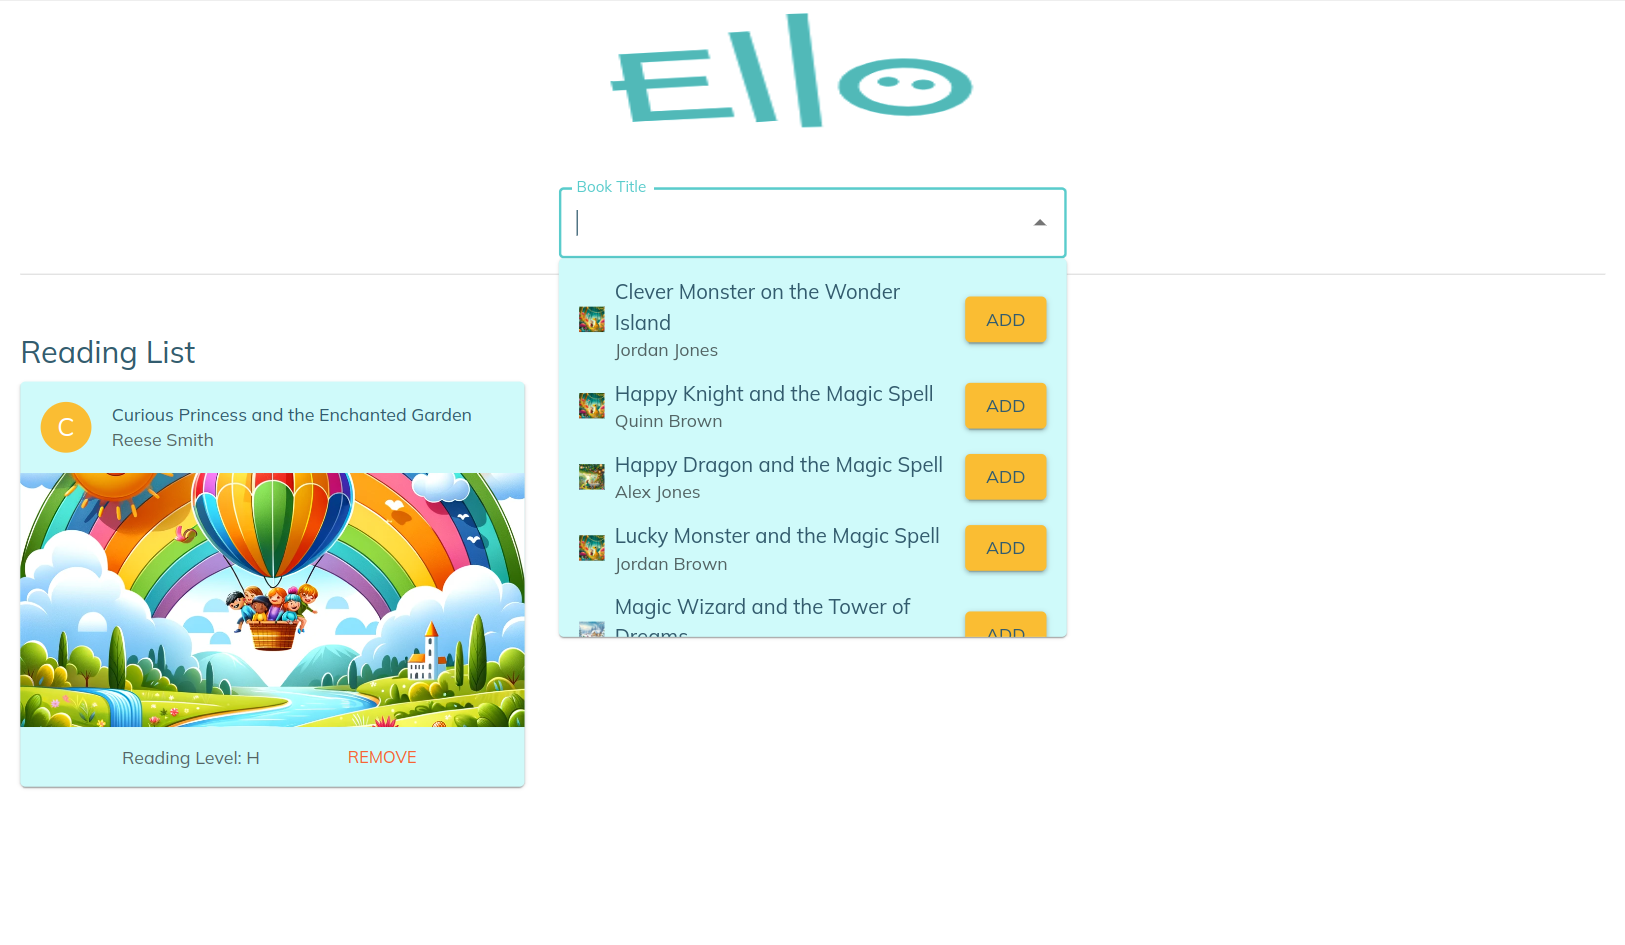 Ello
Book Title
Clever Monster on the Wonder
Island
Jordan Jones
ADD
Happy Knight and the Magic Spell
Quinn Brown
ADD
Happy Dragon and the Magic Spell
Alex Jones
ADD
Lucky Monster and the Magic Spell
Jordan Brown
ADD
Magic Wizard and the Tower of
Dreams
ADD
Reading List
C
Curious Princess and the Enchanted Garden
Reese Smith
Reading Level: H
REMOVE